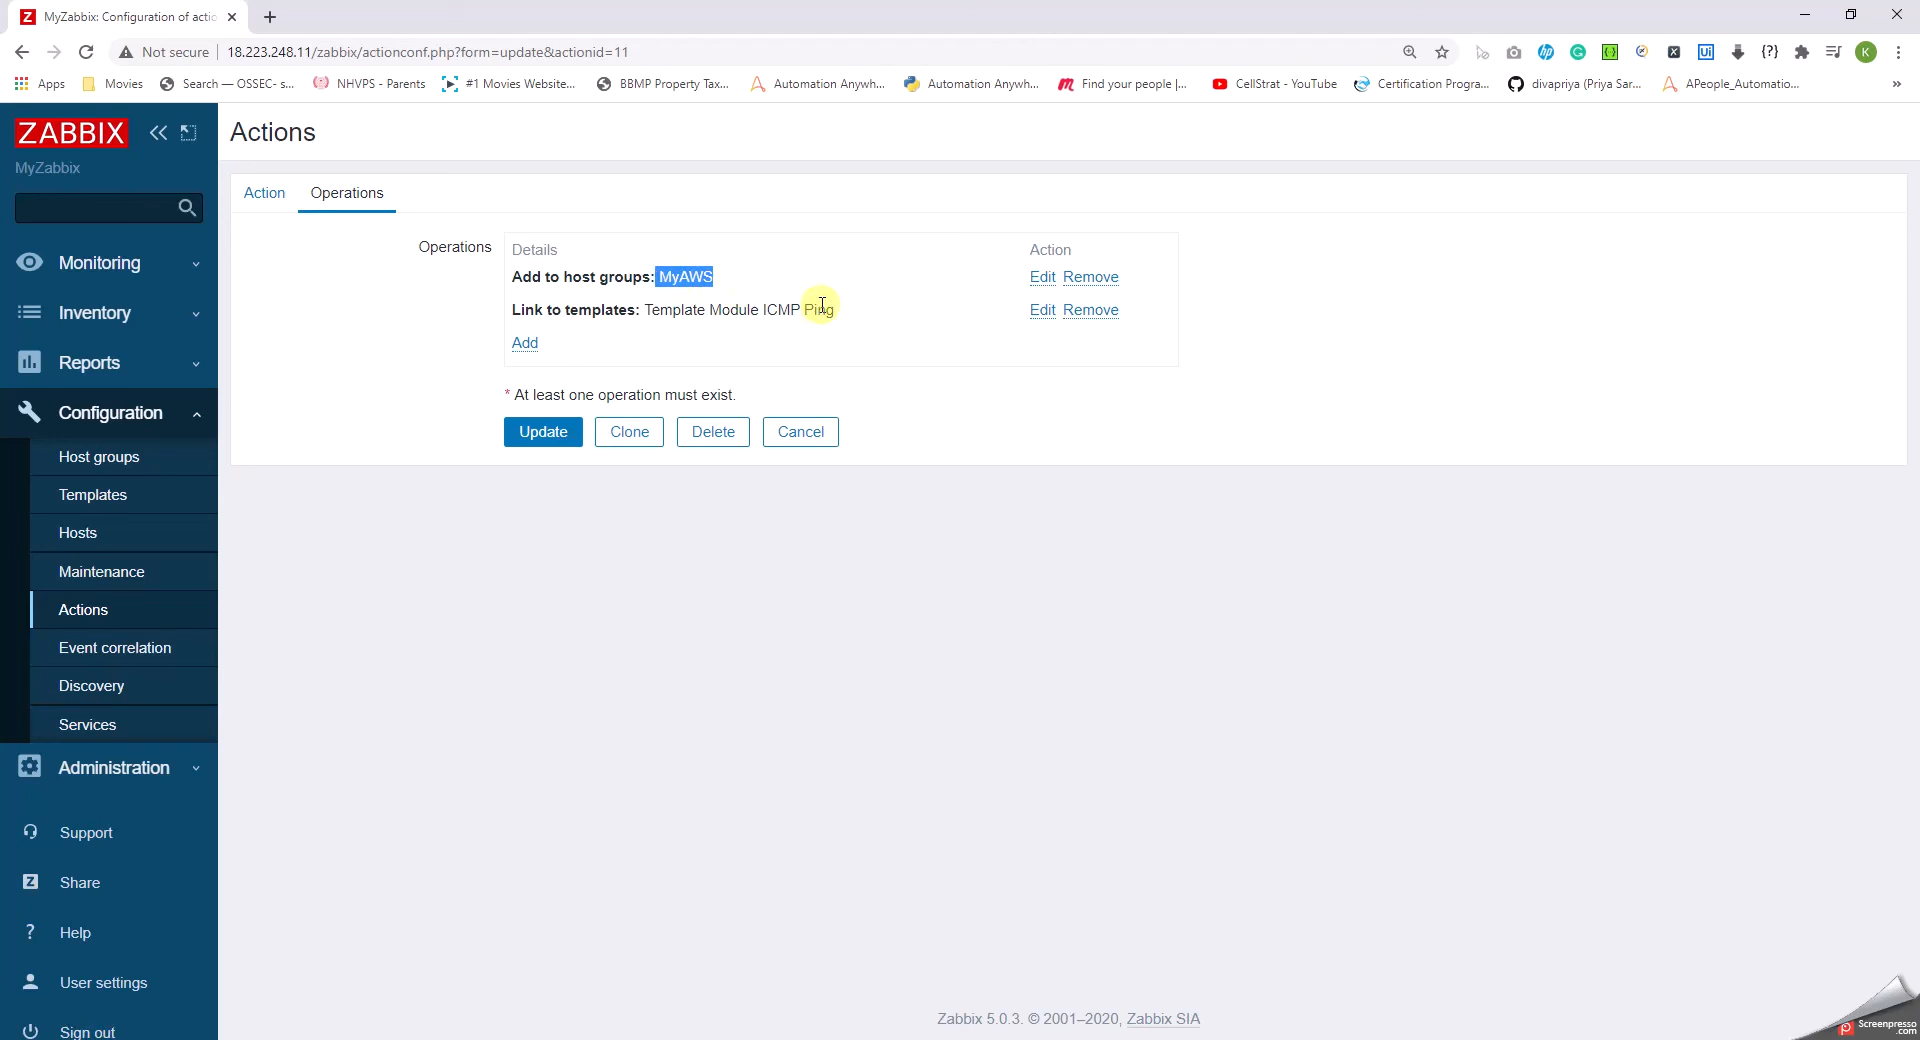 Z MyZabbix: Configuration of actio
Not secure 18.223.248.11/zabbix/actionconf.php?form=update&actionid=11
Apps Movies Search — OSSEC- s... NHVPS - Parents #1 Movies Website... BBMP Property Tax... Automation Anywh... Automation Anywh... Find your people |... CellStrat - YouTube Certification Progra... divapriya (Priya Sar... APeople_Automatio... »
ZABBIX
MyZabbix
Monitoring
Inventory
Reports
Configuration
Host groups
Templates
Hosts
Maintenance
Actions
Event correlation
Discovery
Services
Administration
Support
Z Share
? Help
User settings
Sign out
Actions
Action Operations
Operations Details Action
Add to host groups: MyAWS Edit Remove
Link to templates: Template Module ICMP Ping Edit Remove
Add
* At least one operation must exist.
Update Clone Delete Cancel
Zabbix 5.0.3. © 2001–2020, Zabbix SIA
Screenpresso
.com